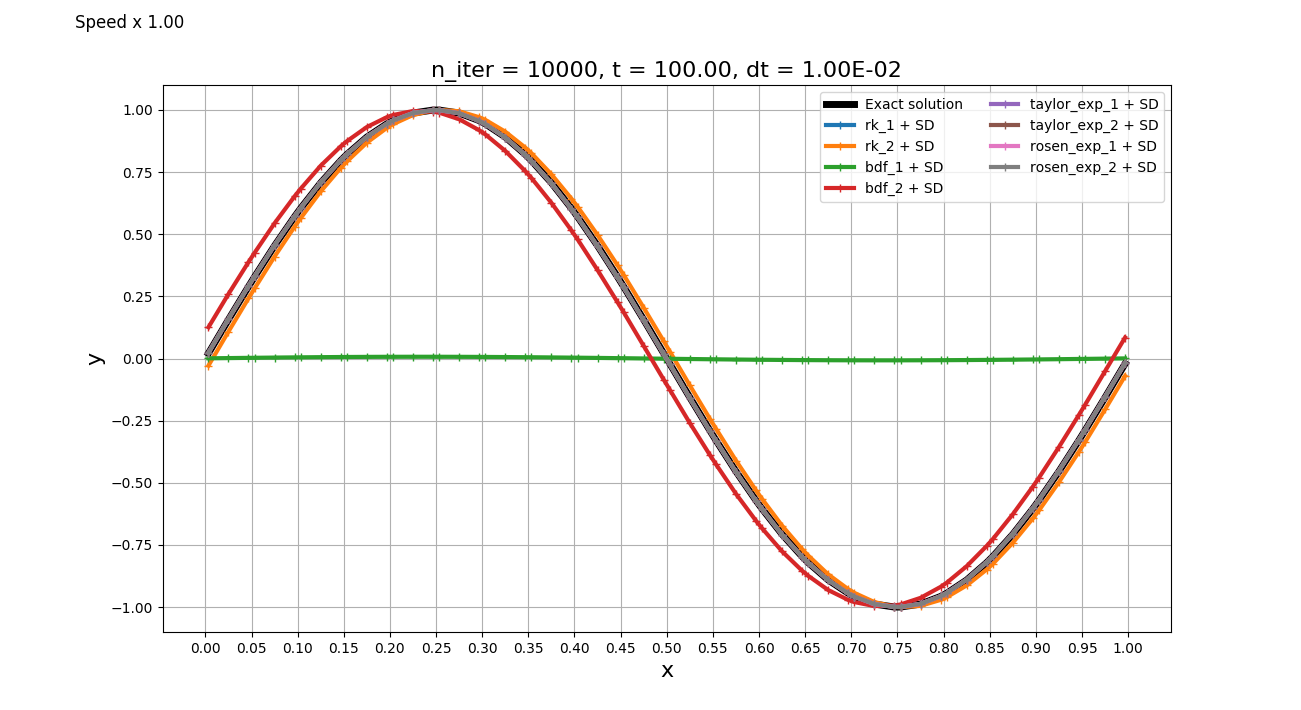 Speed x 1.00
n_iter = 10000, t = 100.00, dt = 1.00E-02
Exact solution
rk_1 + SD
rk_2 + SD
bdf_1 + SD
bdf_2 + SD
taylor_exp_1 + SD
taylor_exp_2 + SD
rosen_exp_1 + SD
rosen_exp_2 + SD
y
1.00
0.75
0.50
0.25
0.00
−0.25
−0.50
−0.75
−1.00
0.00 0.05 0.10 0.15 0.20 0.25 0.30 0.35 0.40 0.45 0.50 0.55 0.60 0.65 0.70 0.75 0.80 0.85 0.90 0.95 1.00
x